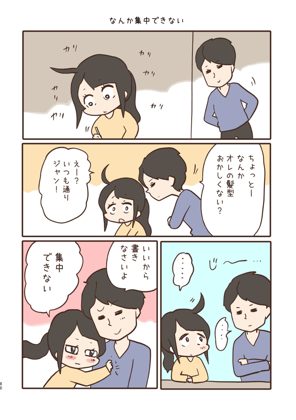 なんか集中できない
カリ
カリ
カリ
カリ
ちょっとー
なんか
オレの髪型
おかしくない？
えー？
いつも通り
ジャン！
・・・・
・・・・
いいから
書き
なさいよ
集中
できない